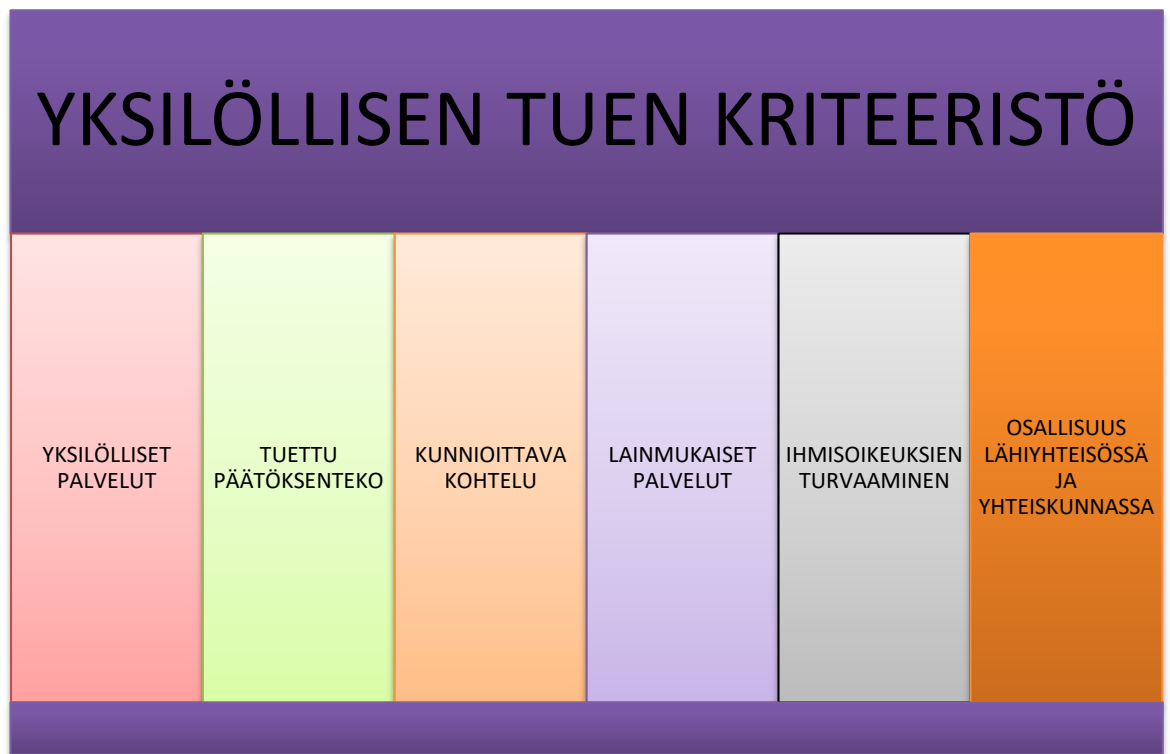 YKSILÖLLISEN TUEN KRITEERISTÖ
YKSILÖLLISET
PALVELUT
TUETTU
PÄÄTÖKSENTEKO
KUNNIOITTAVA
KOHTELU
LAINMUKAISET
PALVELUT
IHMISOIKEUKSIEN
TURVAAMINEN
OSALLISUUS
LÄHIYHTEISÖSSÄ
JA
YHTEISKUNNASSA